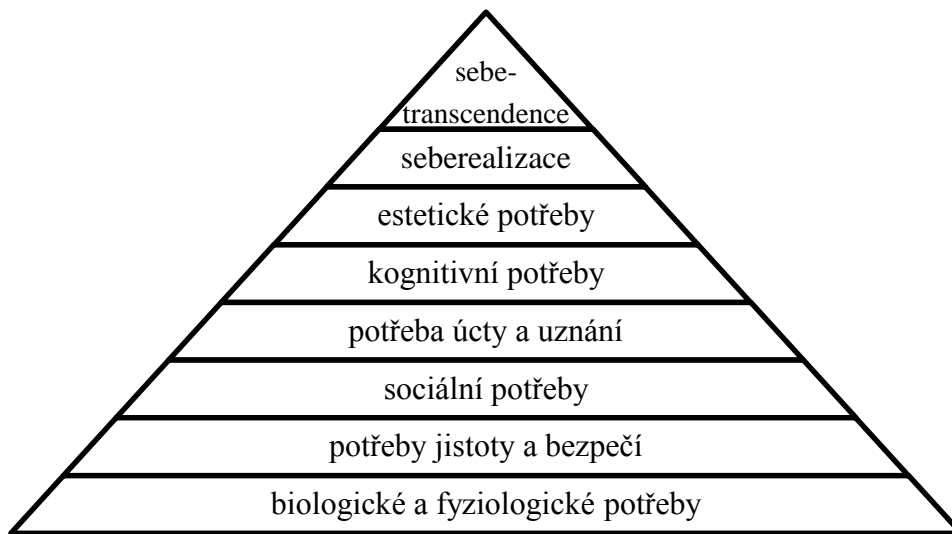 sebe-
transcendence
seberealizace
estetické potřeby
kognitivní potřeby
potřeba úcty a uznání
sociální potřeby
potřeby jistoty a bezpečí
biologické a fyziologické potřeby